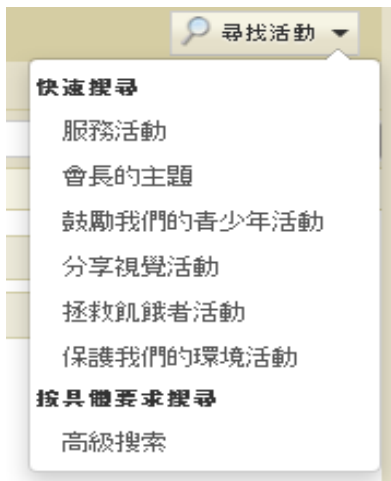 尋找活動
快速搜尋
服務活動
會長的主題
鼓勵我們的青少年活動
分享視覺活動
拯救飢餓者活動
保護我們的環境活動
按具體要求搜尋
高級搜索